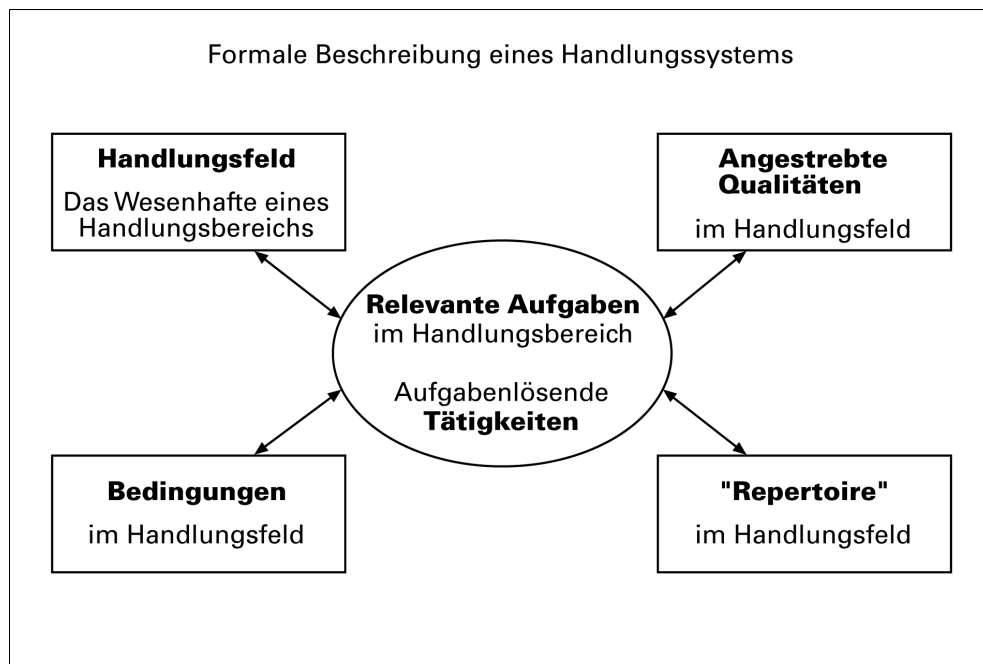 Formale Beschreibung eines Handlungssystems
Handlungsfeld
Das Wesenhafte eines
Handlungsbereichs
Angestrebte
Qualitäten
im Handlungsfeld
Relevante Aufgaben
im Handlungsbereich
Aufgabenlösende
Tätigkeiten
Bedingungen
im Handlungsfeld
"Repertoire"
im Handlungsfeld